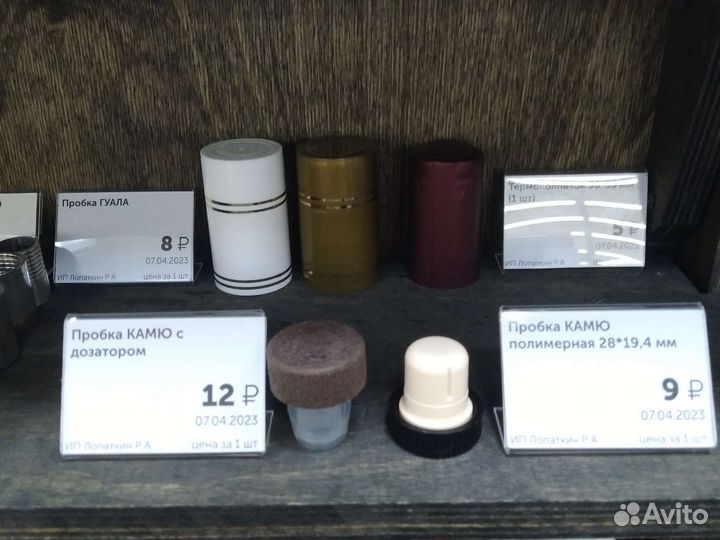 й
Пробка ГУАЛА
8 ₽
07.04.2023
ИП Лопаткин Р.А
цена за 1 шт
(1 шт)
5 ₽
07.04.2023
ИП Лопаткин Р.А
цена за 1 шт
Пробка КАМЮ с
дозатором
12 ₽
07.04.2023
ИП Лопаткин Р.А
цена за 1 шт
Пробка КАМЮ
полимерная 28*19,4 мм
9 ₽
07.04.2023
ИП Лопаткин Р.А
цена за 1 шт
Avito